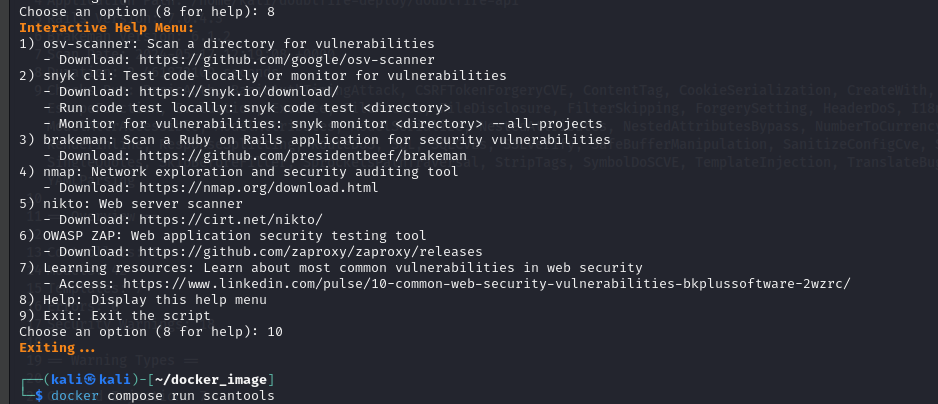 Choose an option (8 for help): 8
Interactive Help Menu:
1) osv-scanner: Scan a directory for vulnerabilities
   - Download: https://github.com/google/osv-scanner
2) snyk cli: Test code locally or monitor for vulnerabilities
   - Download: https://snyk.io/download/
   - Run code test locally: snyk code test <directory>
   - Monitor for vulnerabilities: snyk monitor <directory> --all-projects
3) brakeman: Scan a Ruby on Rails application for security vulnerabilities
   - Download: https://github.com/presidentbeef/brakeman
4) nmap: Network exploration and security auditing tool
   - Download: https://nmap.org/download.html
5) nikto: Web server scanner
   - Download: https://cirt.net/nikto/
6) OWASP ZAP: Web application security testing tool
   - Download: https://github.com/zaproxy/zaproxy/releases
7) Learning resources: Learn about most common vulnerabilities in web security
   - Access: https://www.linkedin.com/pulse/10-common-web-security-vulnerabilities-bkplussoftware-2wzrc/
8) Help: Display this help menu
9) Exit: Exit the script
Choose an option (8 for help): 10
Exiting...
┌──(kali㉿kali)-[~/docker_image]
└─$ docker compose run scantools